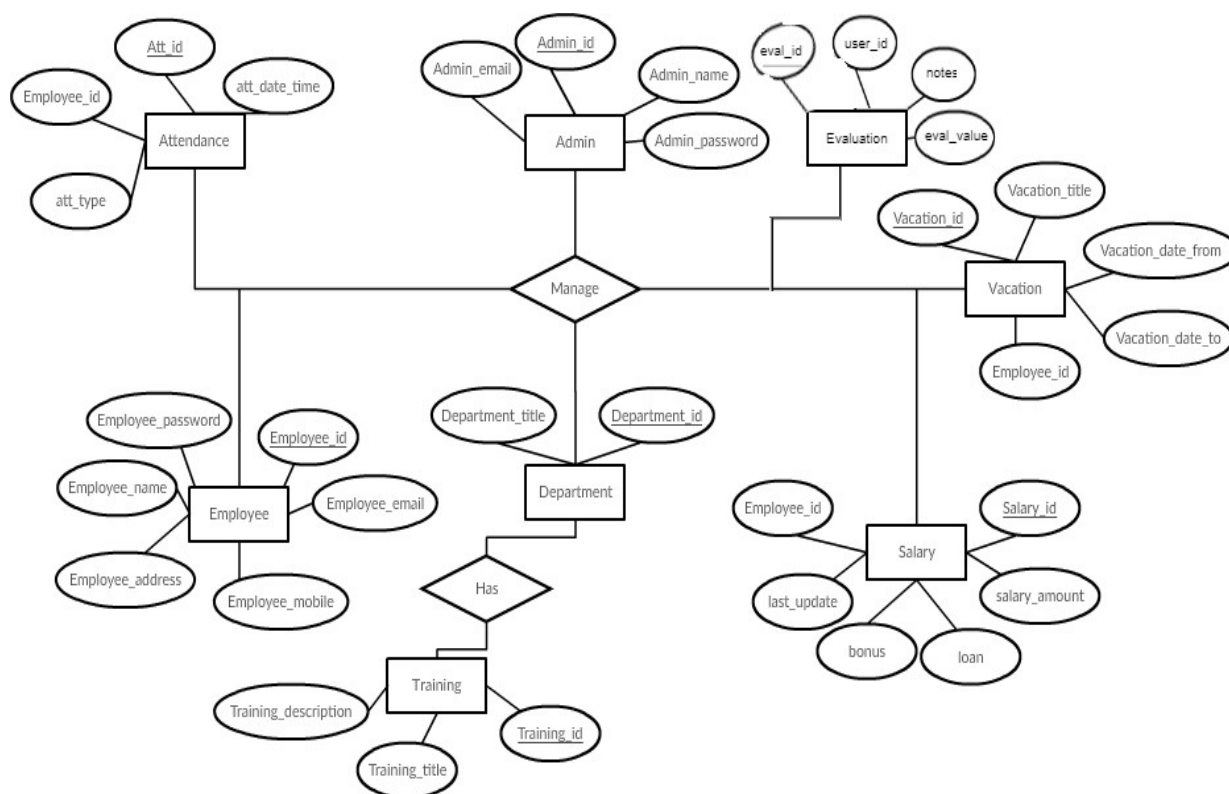 Att_id
Employee_id
att_date_time
Attendance
att_type
Admin_id
Admin_email
Admin_name
Admin
Admin_password
eval_id
user_id
notes
Evaluation
eval_value
Vacation_title
Vacation_id
Vacation_date_from
Vacation
Vacation_date_to
Employee_id
Manage
Employee_password
Employee_id
Employee_name
Employee_email
Employee
Employee_address
Employee_mobile
Department_title
Department_id
Department
Has
Training
Training_description
Training_id
Training_title
Employee_id
Salary_id
Salary
last_update
salary_amount
bonus
loan